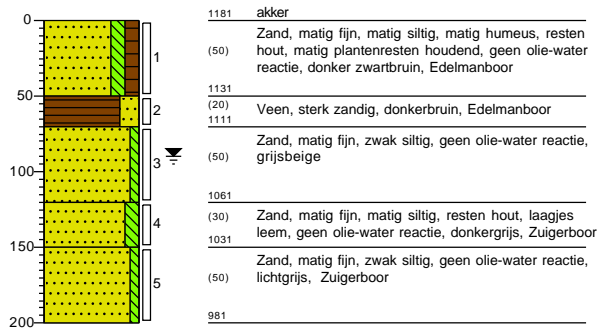 0
50
100
150
200
1
2
3
4
5
1181 akker
(50) Zand, matig fijn, matig siltig, matig humeus, resten
hout, matig plantenresten houdend, geen olie-water
reactie, donker zwartbruin, Edelmanboor
1131
(20) Veen, sterk zandig, donkerbruin, Edelmanboor
1111
(50) Zand, matig fijn, zwak siltig, geen olie-water reactie,
grijsbeige
1061
(30) Zand, matig fijn, matig siltig, resten hout, laagjes
leem, geen olie-water reactie, donkergrijs, Zuigerboor
1031
(50) Zand, matig fijn, zwak siltig, geen olie-water reactie,
lichtgrijs, Zuigerboor
981